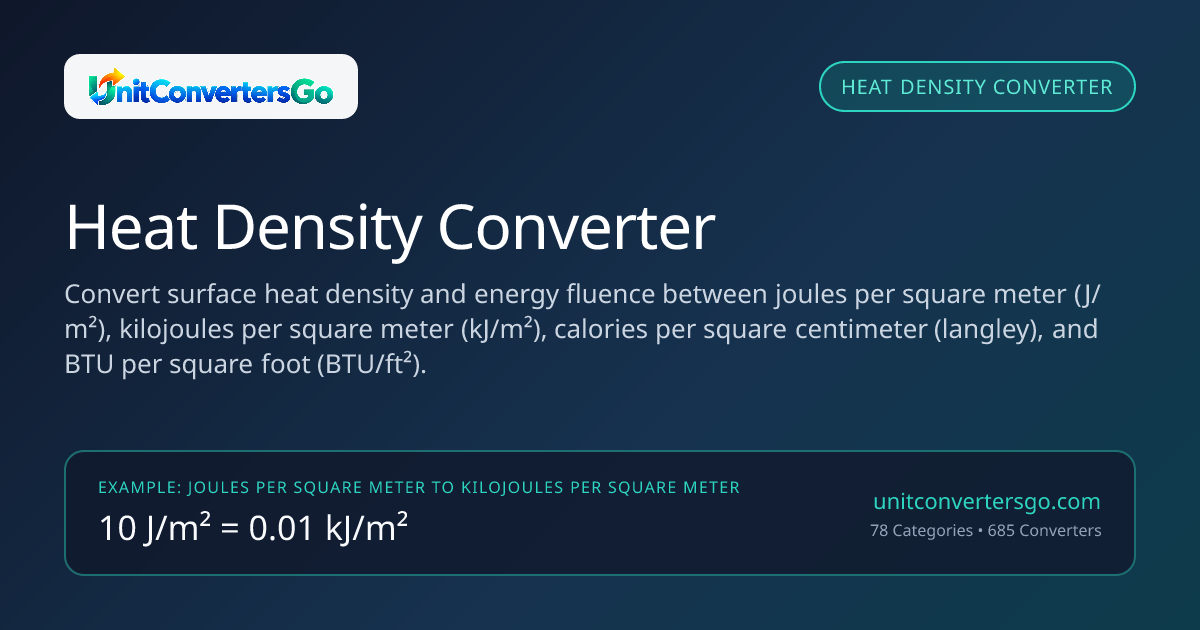 UnitConvertersGo
HEAT DENSITY CONVERTER
Heat Density Converter
Convert surface heat density and energy fluence between joules per square meter (J/
m²), kilojoules per square meter (kJ/m²), calories per square centimeter (langley), and
BTU per square foot (BTU/ft²).
EXAMPLE: JOULES PER SQUARE METER TO KILOJOULES PER SQUARE METER
10 J/m² = 0.01 kJ/m²
unitconvertersgo.com
78 Categories • 685 Converters